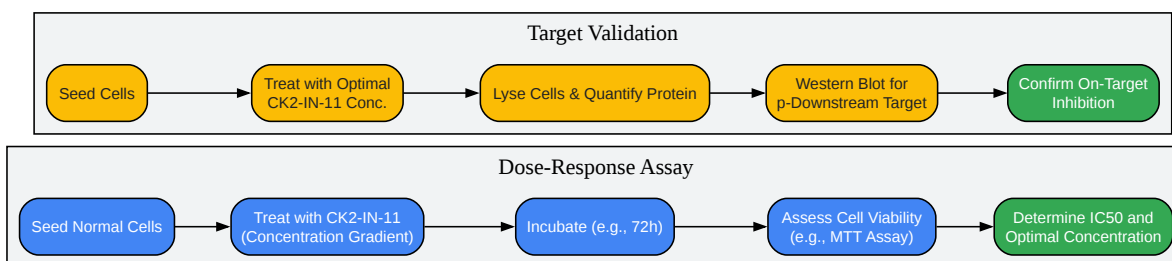 Target Validation
Seed Cells
Treat with Optimal
CK2-IN-11 Conc.
Lyse Cells & Quantify Protein
Western Blot for
p-Downstream Target
Confirm On-Target
Inhibition
Dose-Response Assay
Seed Normal Cells
Treat with CK2-IN-11
(Concentration Gradient)
Incubate (e.g., 72h)
Assess Cell Viability
(e.g., MTT Assay)
Determine IC50 and
Optimal Concentration